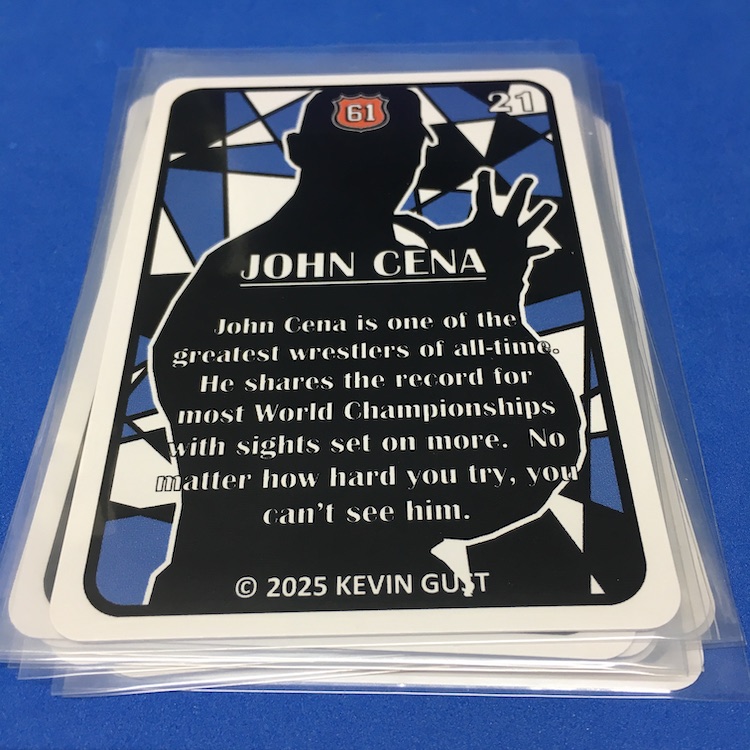 61
21
JOHN CENA
John Cena is one of the
greatest wrestlers of all-time.
He shares the record for
most World Championships
with sights set on more. No
matter how hard you try, you
can't see him.
© 2025 KEVIN GUST